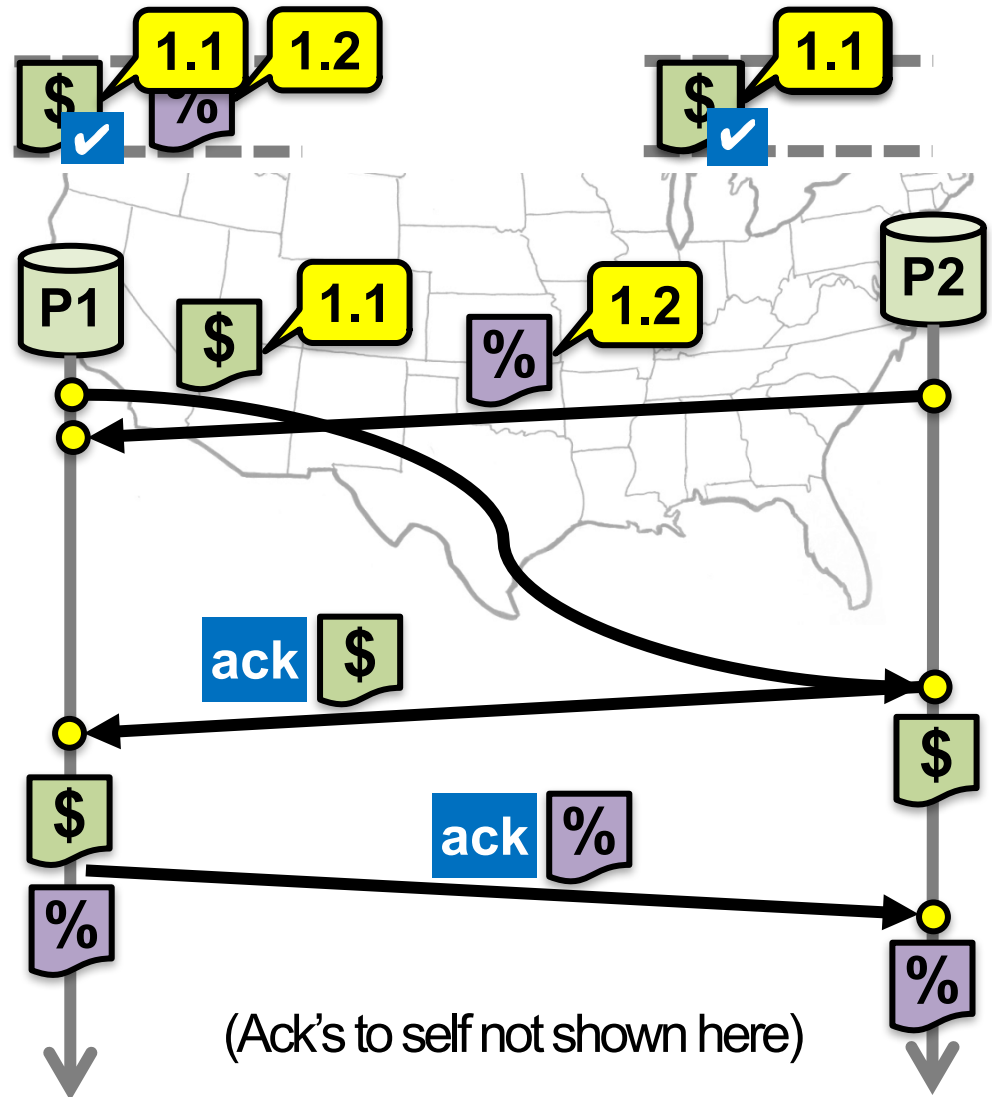 1.1 1.2 1.1
$ % $
P1 P2
$ 1.1 % 1.2
ack $
$
$
ack %
%
%
(Ack's to self not shown here)